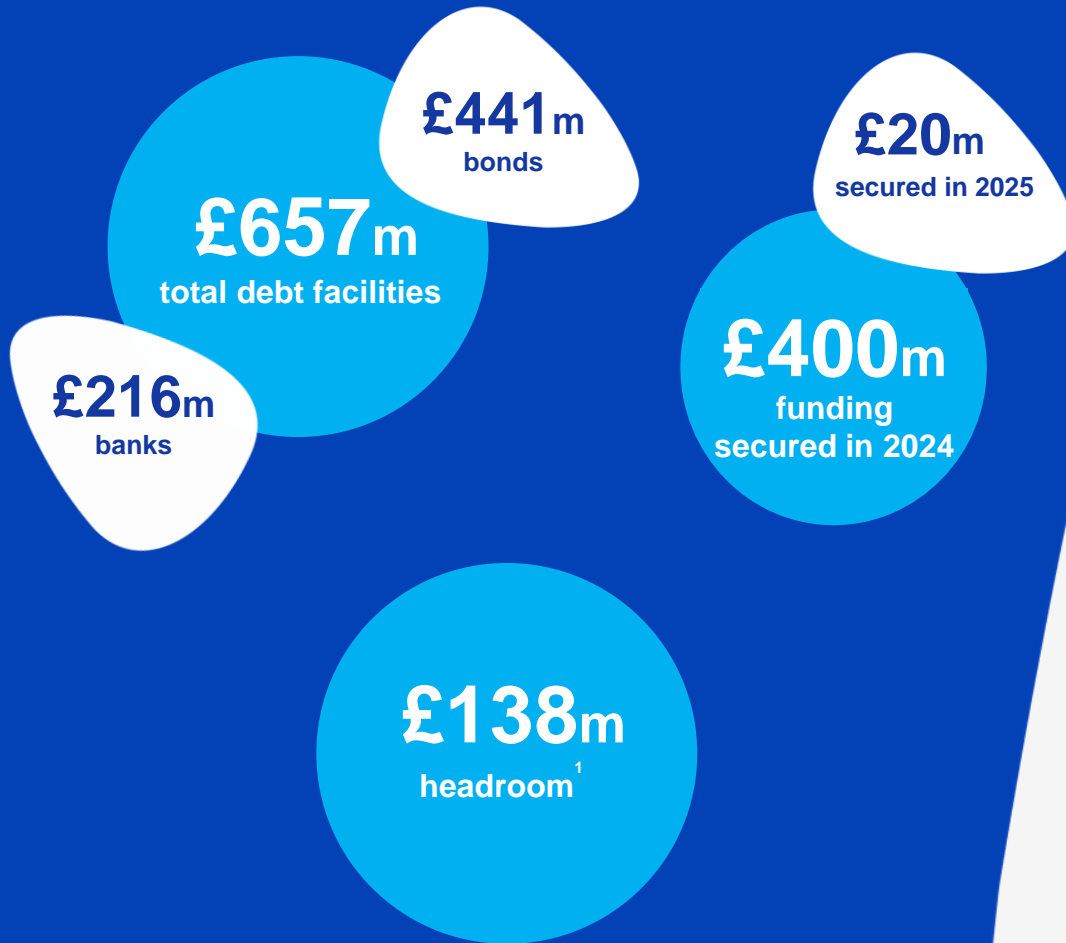 £441m
bonds
£657m
total debt facilities
£216m
banks
£20m
secured in 2025
£400m
funding
secured in 2024
£138m
headroom1